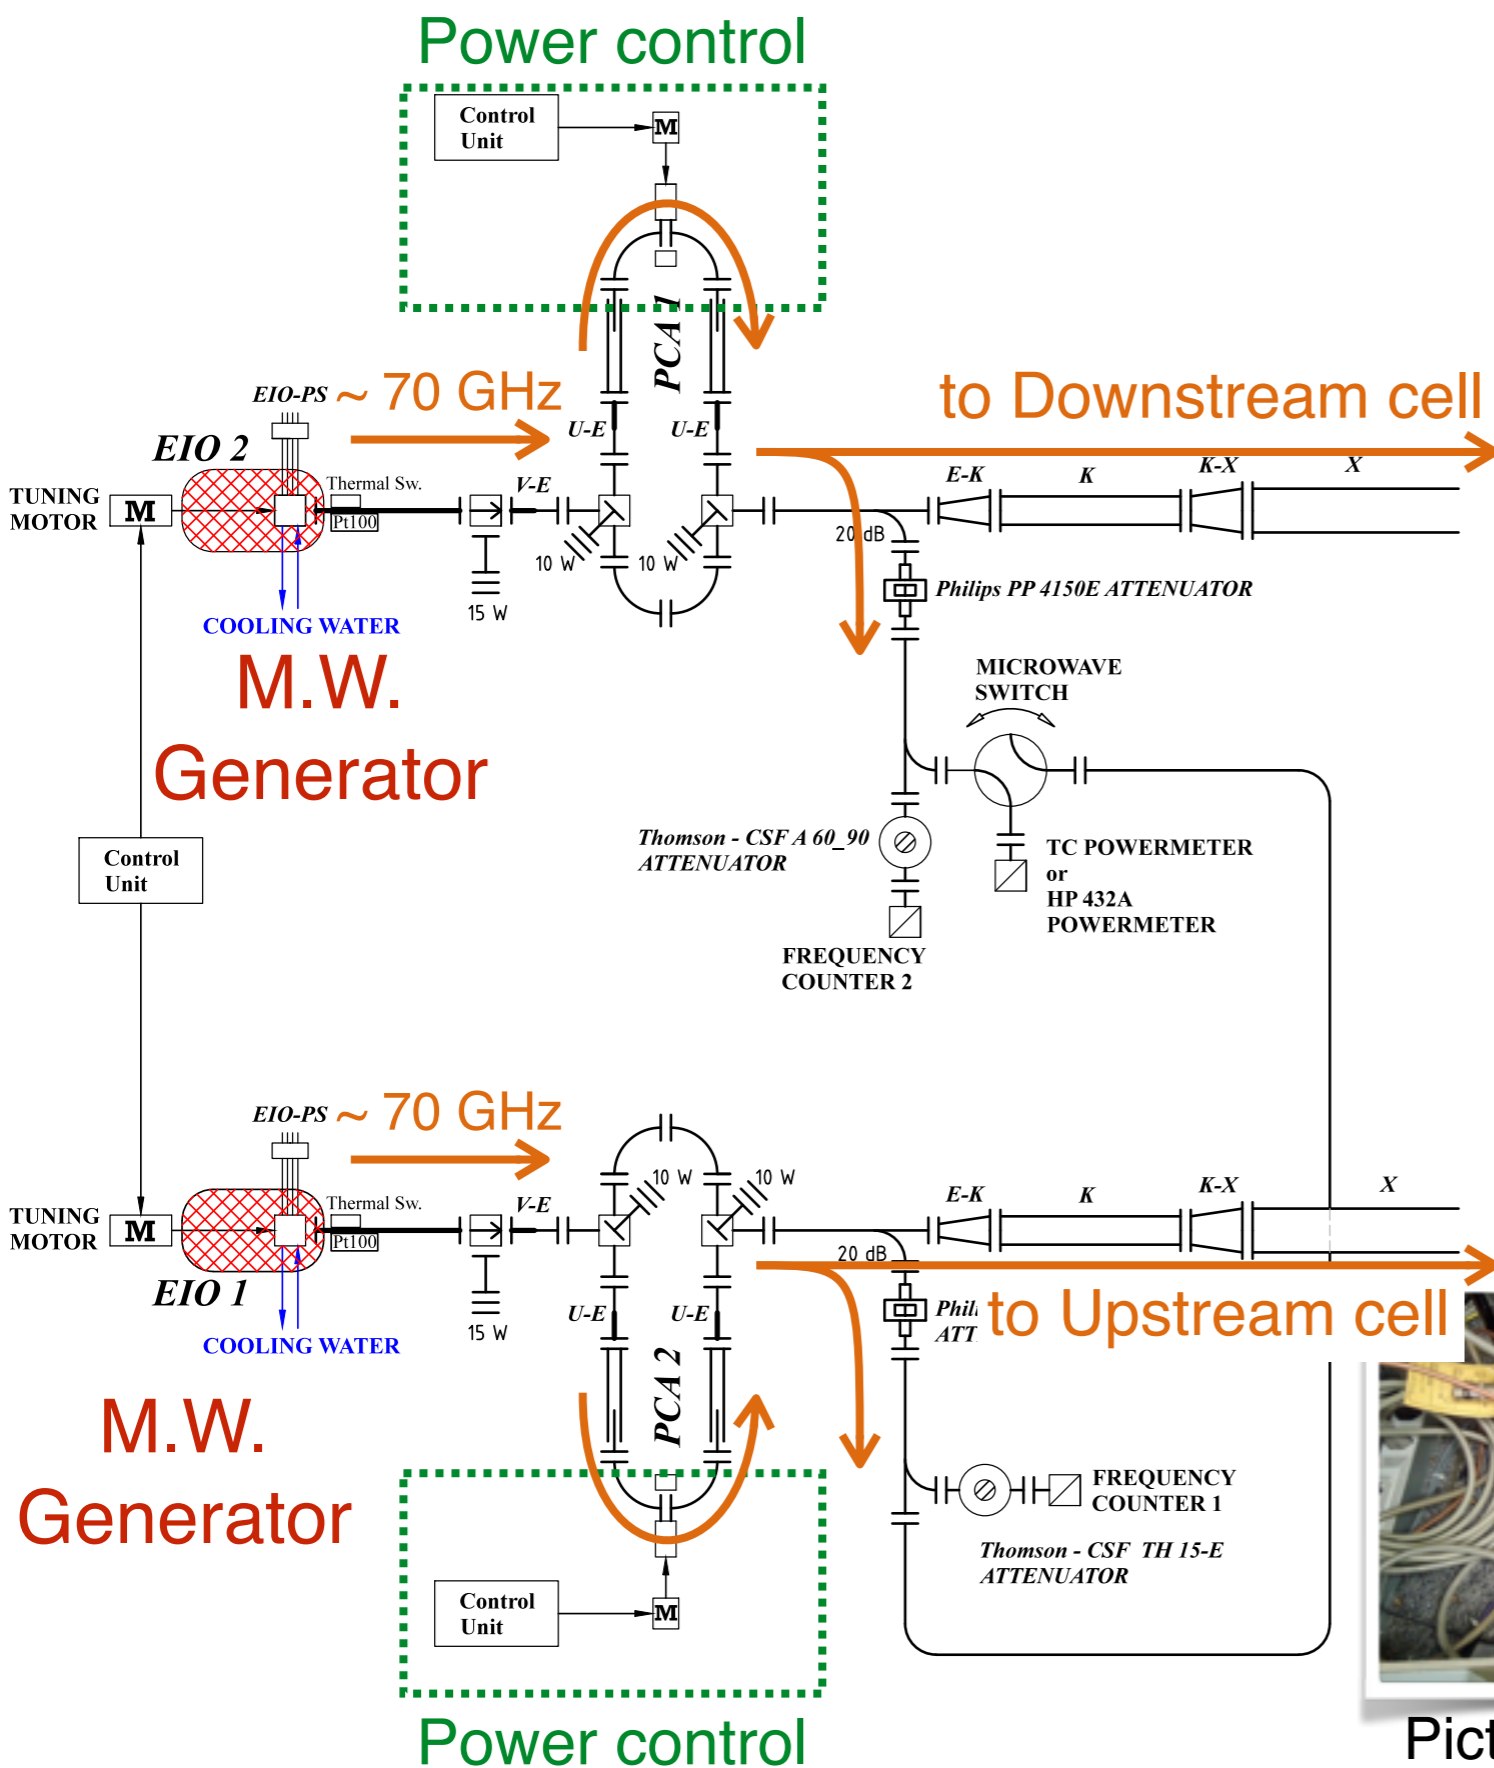 Power control
Control
Unit
M
PCA 1
EIO-PS ~ 70 GHz
to Downstream cell
U-E
U-E
EIO 2
E-K
K
K-X
X
Thermal Sw.
V-E
TUNING
MOTOR
M
Pt100
20 dB
10 W
10 W
15 W
Philips PP 4150E ATTENUATOR
COOLING WATER
M.W.
Generator
MICROWAVE
SWITCH
Control
Unit
Thomson - CSF A 60_90
ATTENUATOR
TC POWERMETER
or
HP 432A
POWERMETER
FREQUENCY
COUNTER 2
EIO-PS ~ 70 GHz
10 W
10 W
Thermal Sw.
V-E
E-K
K
K-X
X
TUNING
MOTOR
M
Pt100
20 dB
EIO 1
U-E
U-E
15 W
to Upstream cell
COOLING WATER
PCA 2
M.W.
Generator
FREQUENCY
COUNTER 1
Thomson - CSF TH 15-E
ATTENUATOR
Control
Unit
M
Power control